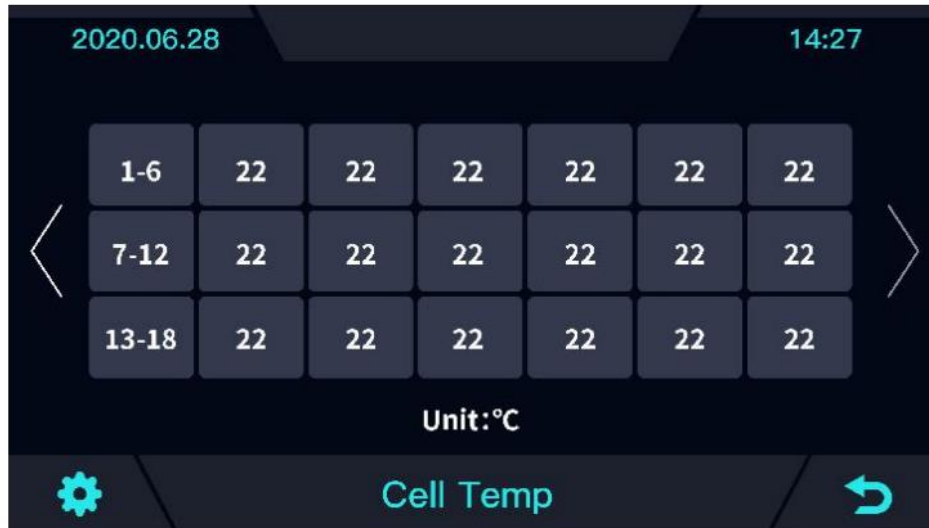 2020.06.28 14:27
1-6 22 22 22 22 22 22
7-12 22 22 22 22 22 22
13-18 22 22 22 22 22 22
Unit:℃
Cell Temp